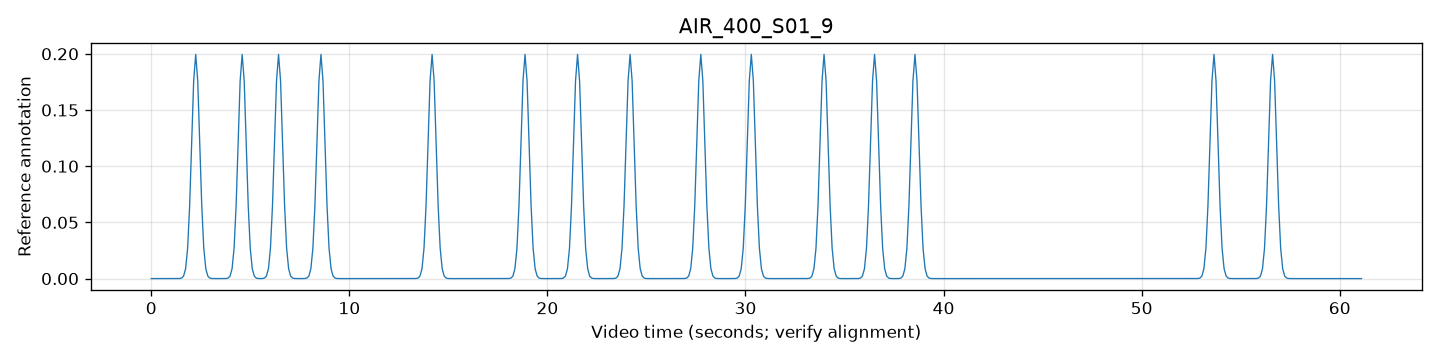 AIR_400_S01_9
Reference annotation
0.20
0.15
0.10
0.05
0.00
0 10 20 30 40 50 60
Video time (seconds; verify alignment)